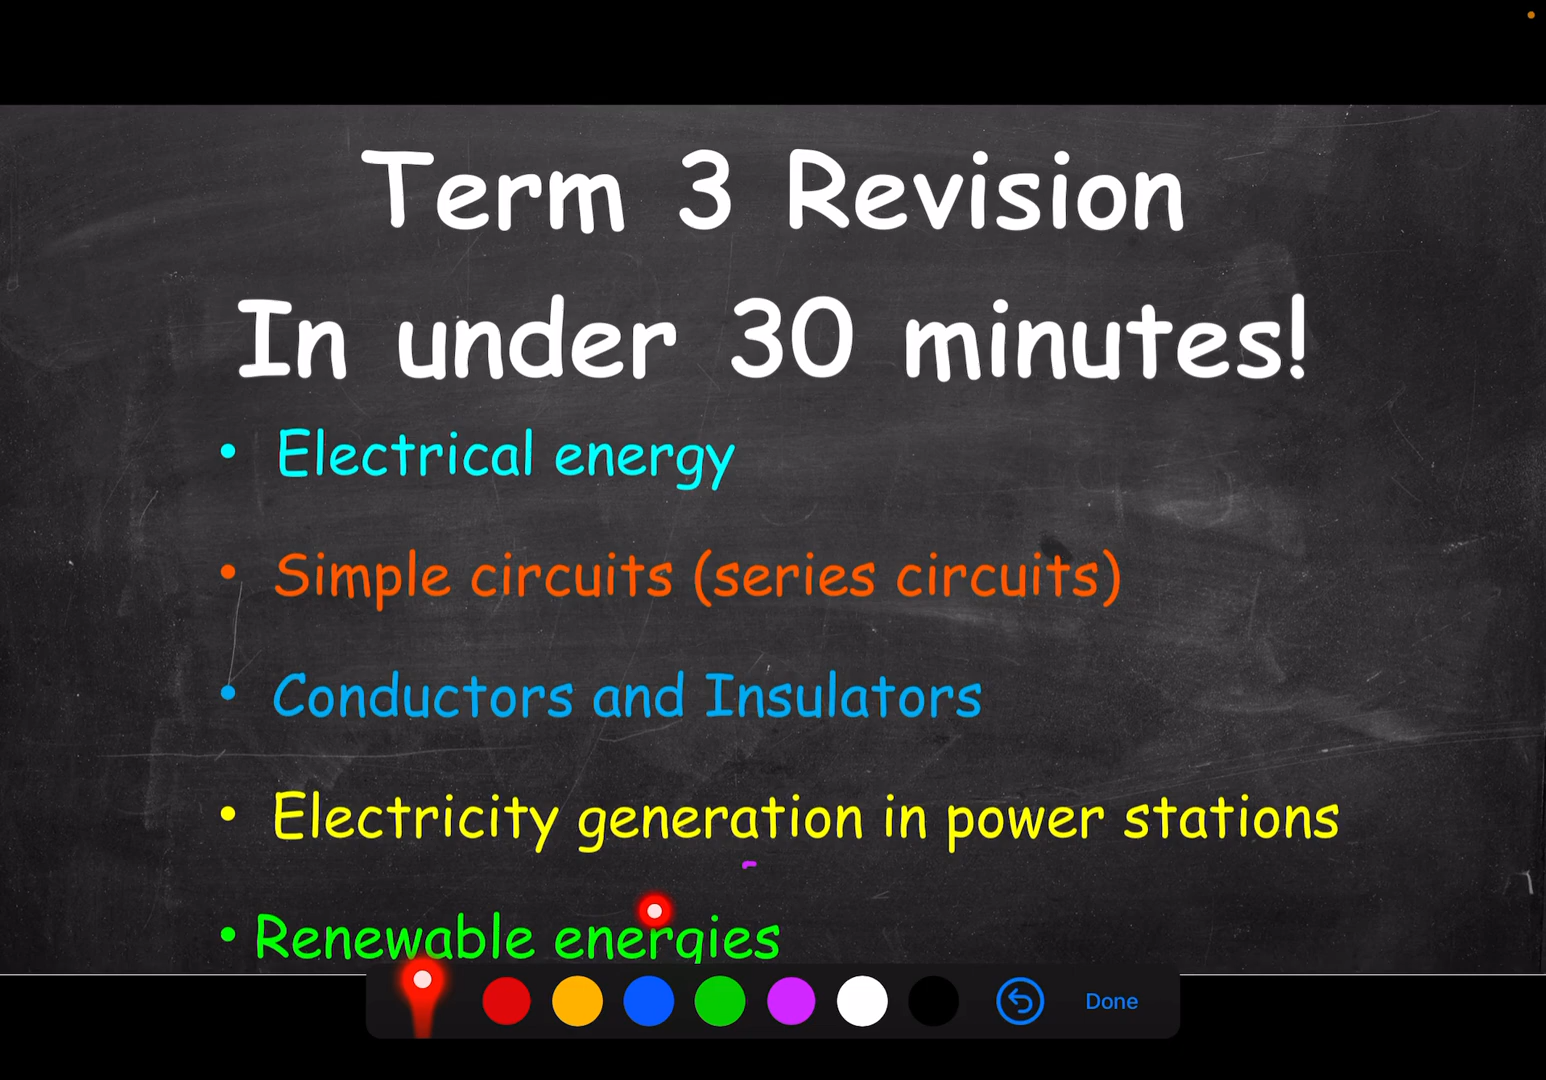 Term 3 Revision
In under 30 minutes!
• Electrical energy
• Simple circuits (series circuits)
• Conductors and Insulators
• Electricity generation in power stations
• Renewable energies
Done